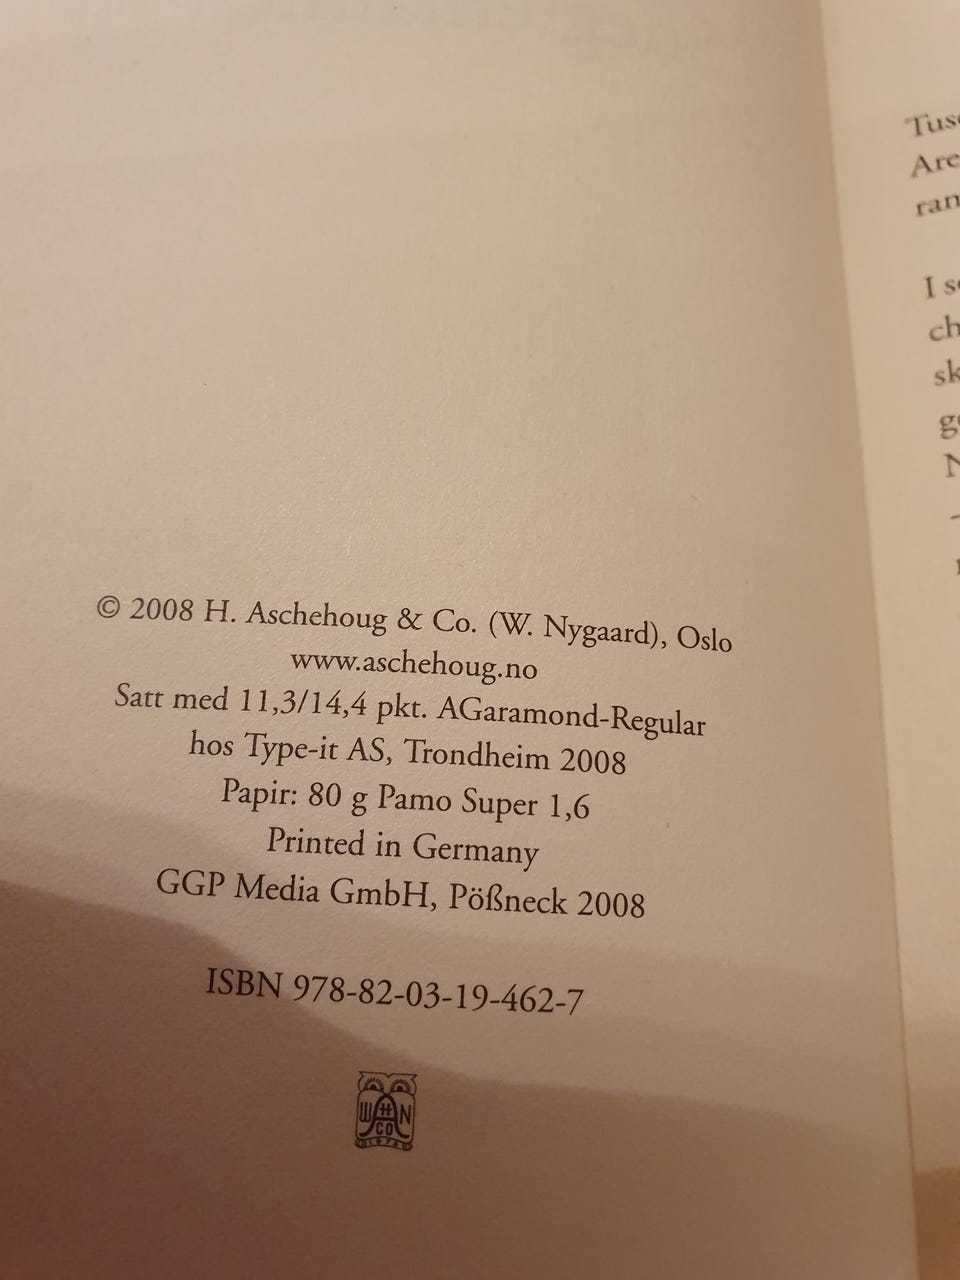 © 2008 H. Aschehoug & Co. (W. Nygaard), Oslo
www.aschehoug.no
Satt med 11,3/14,4 pkt. AGaramond-Regular
hos Type-it AS, Trondheim 2008
Papir: 80 g Pamo Super 1,6
Printed in Germany
GGP Media GmbH, Pößneck 2008
ISBN 978-82-03-19-462-7
W H N
CO
I